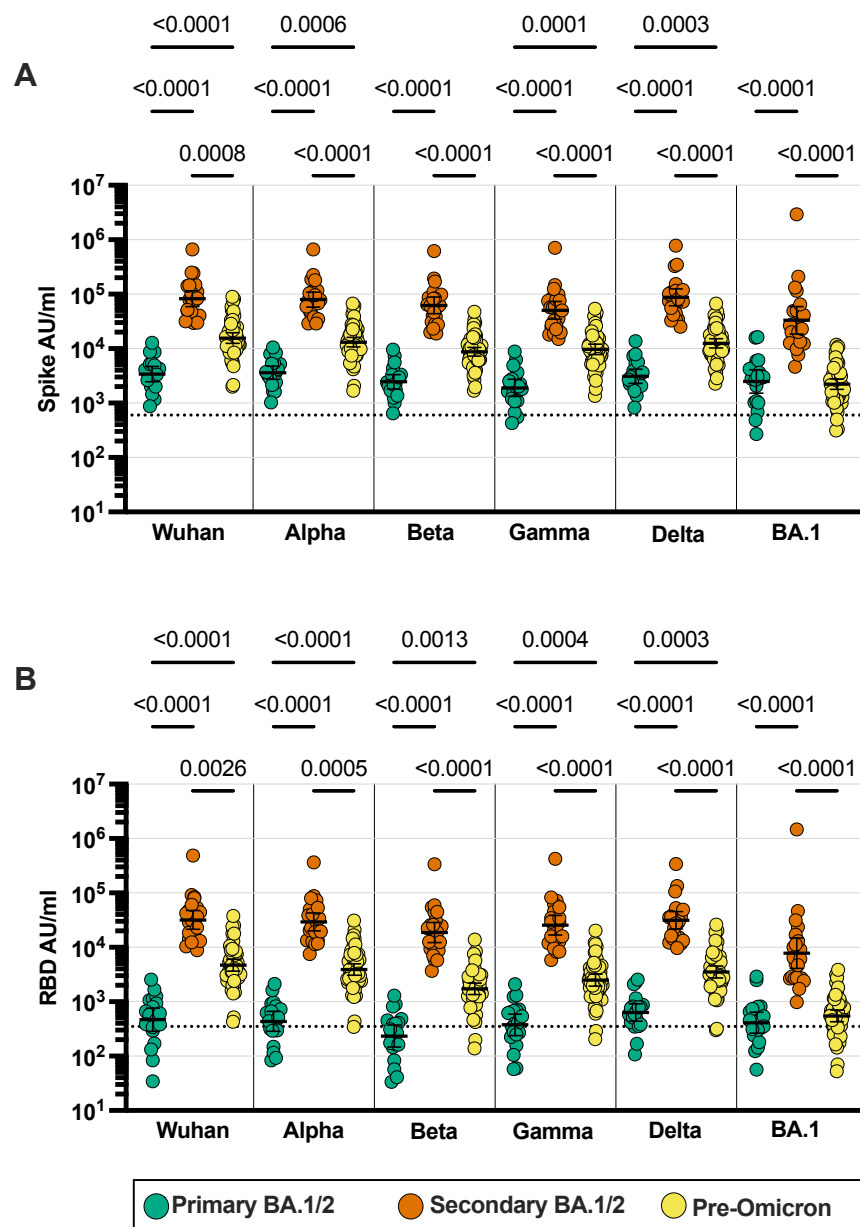 <0.0001 0.0006 0.0001 0.0003
A
<0.0001 <0.0001 <0.0001 <0.0001 <0.0001 <0.0001
0.0008 <0.0001 <0.0001 <0.0001 <0.0001 <0.0001
Spike AU/ml
10⁷
10⁶
10⁵
10⁴
10³
10²
10¹
Wuhan Alpha Beta Gamma Delta BA.1
<0.0001 <0.0001 0.0013 0.0004 0.0003
B
<0.0001 <0.0001 <0.0001 <0.0001 <0.0001 <0.0001
0.0026 0.0005 <0.0001 <0.0001 <0.0001 <0.0001
RBD AU/ml
10⁷
10⁶
10⁵
10⁴
10³
10²
10¹
Wuhan Alpha Beta Gamma Delta BA.1
Primary BA.1/2 Secondary BA.1/2 Pre-Omicron